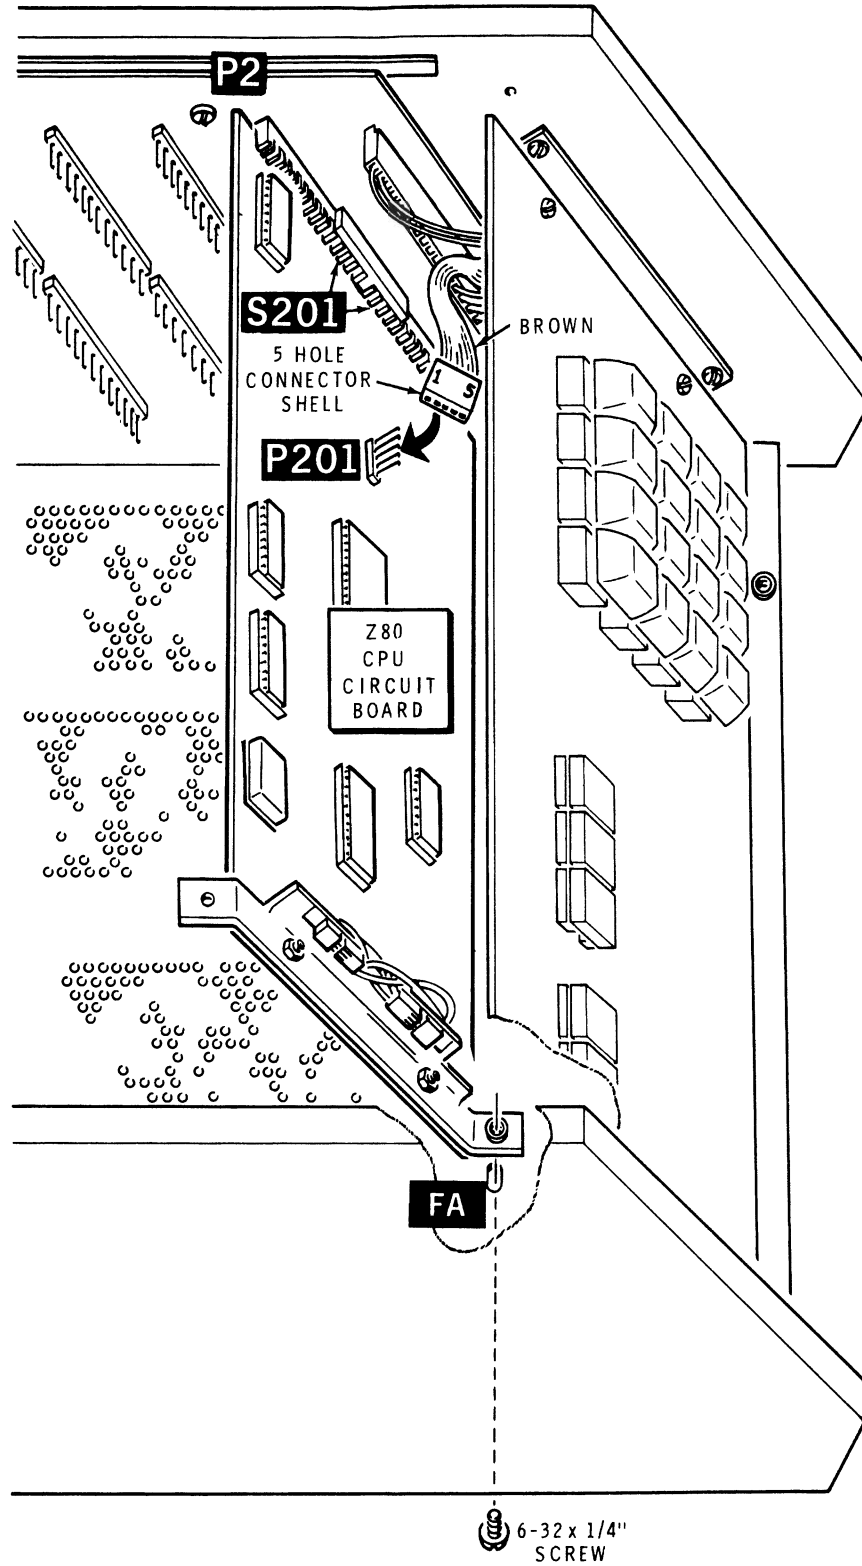 P2
S201
BROWN
5 HOLE
CONNECTOR
SHELL
1 5
P201
Z80
CPU
CIRCUIT
BOARD
FA
6-32 x 1/4"
SCREW